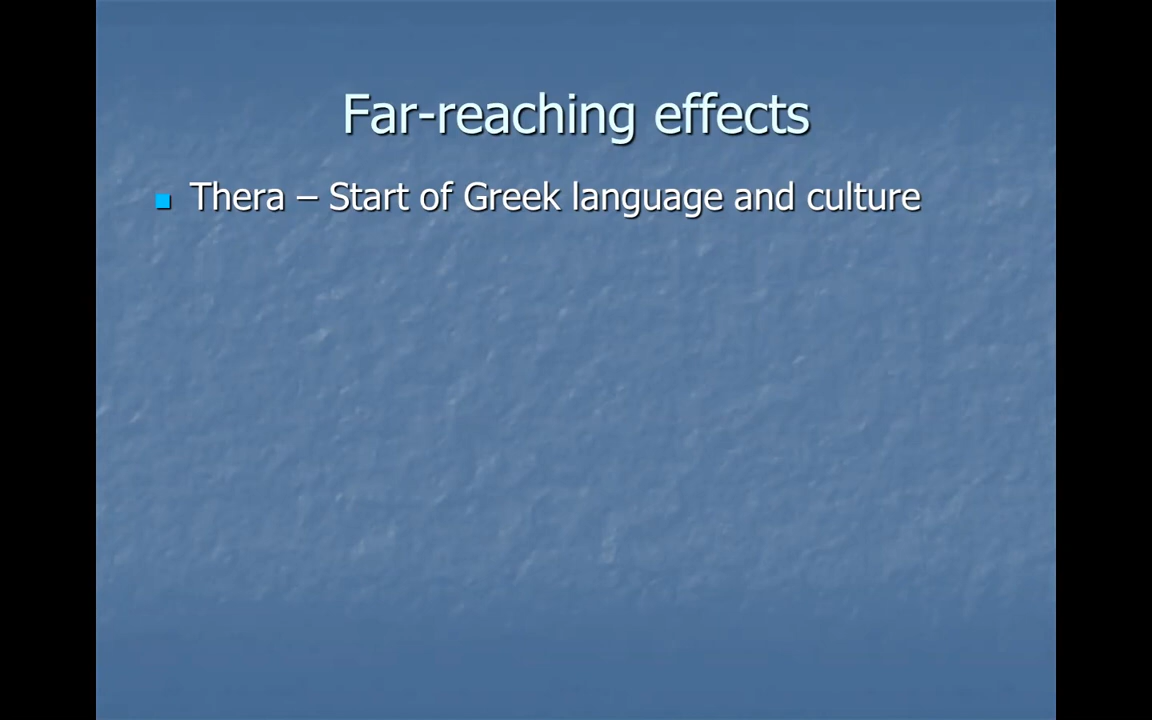 Far-reaching effects
Thera – Start of Greek language and culture